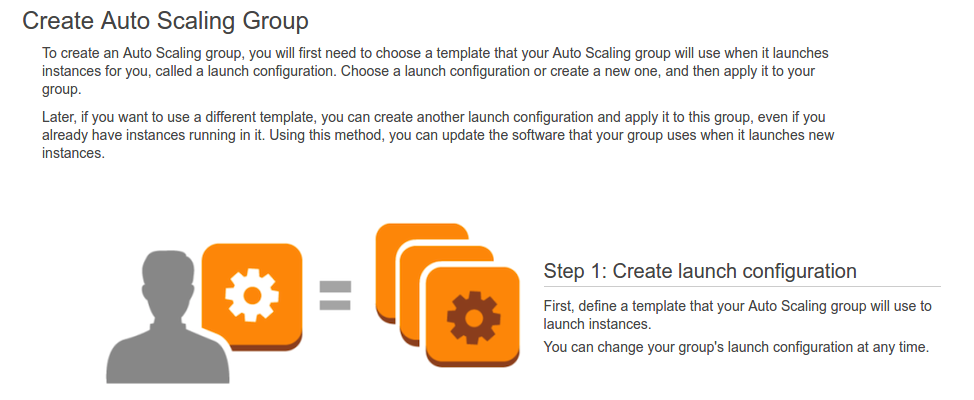 Create Auto Scaling Group
To create an Auto Scaling group, you will first need to choose a template that your Auto Scaling group will use when it launches
instances for you, called a launch configuration. Choose a launch configuration or create a new one, and then apply it to your
group.
Later, if you want to use a different template, you can create another launch configuration and apply it to this group, even if you
already have instances running in it. Using this method, you can update the software that your group uses when it launches new
instances.
Step 1: Create launch configuration
First, define a template that your Auto Scaling group will use to
launch instances.
You can change your group's launch configuration at any time.